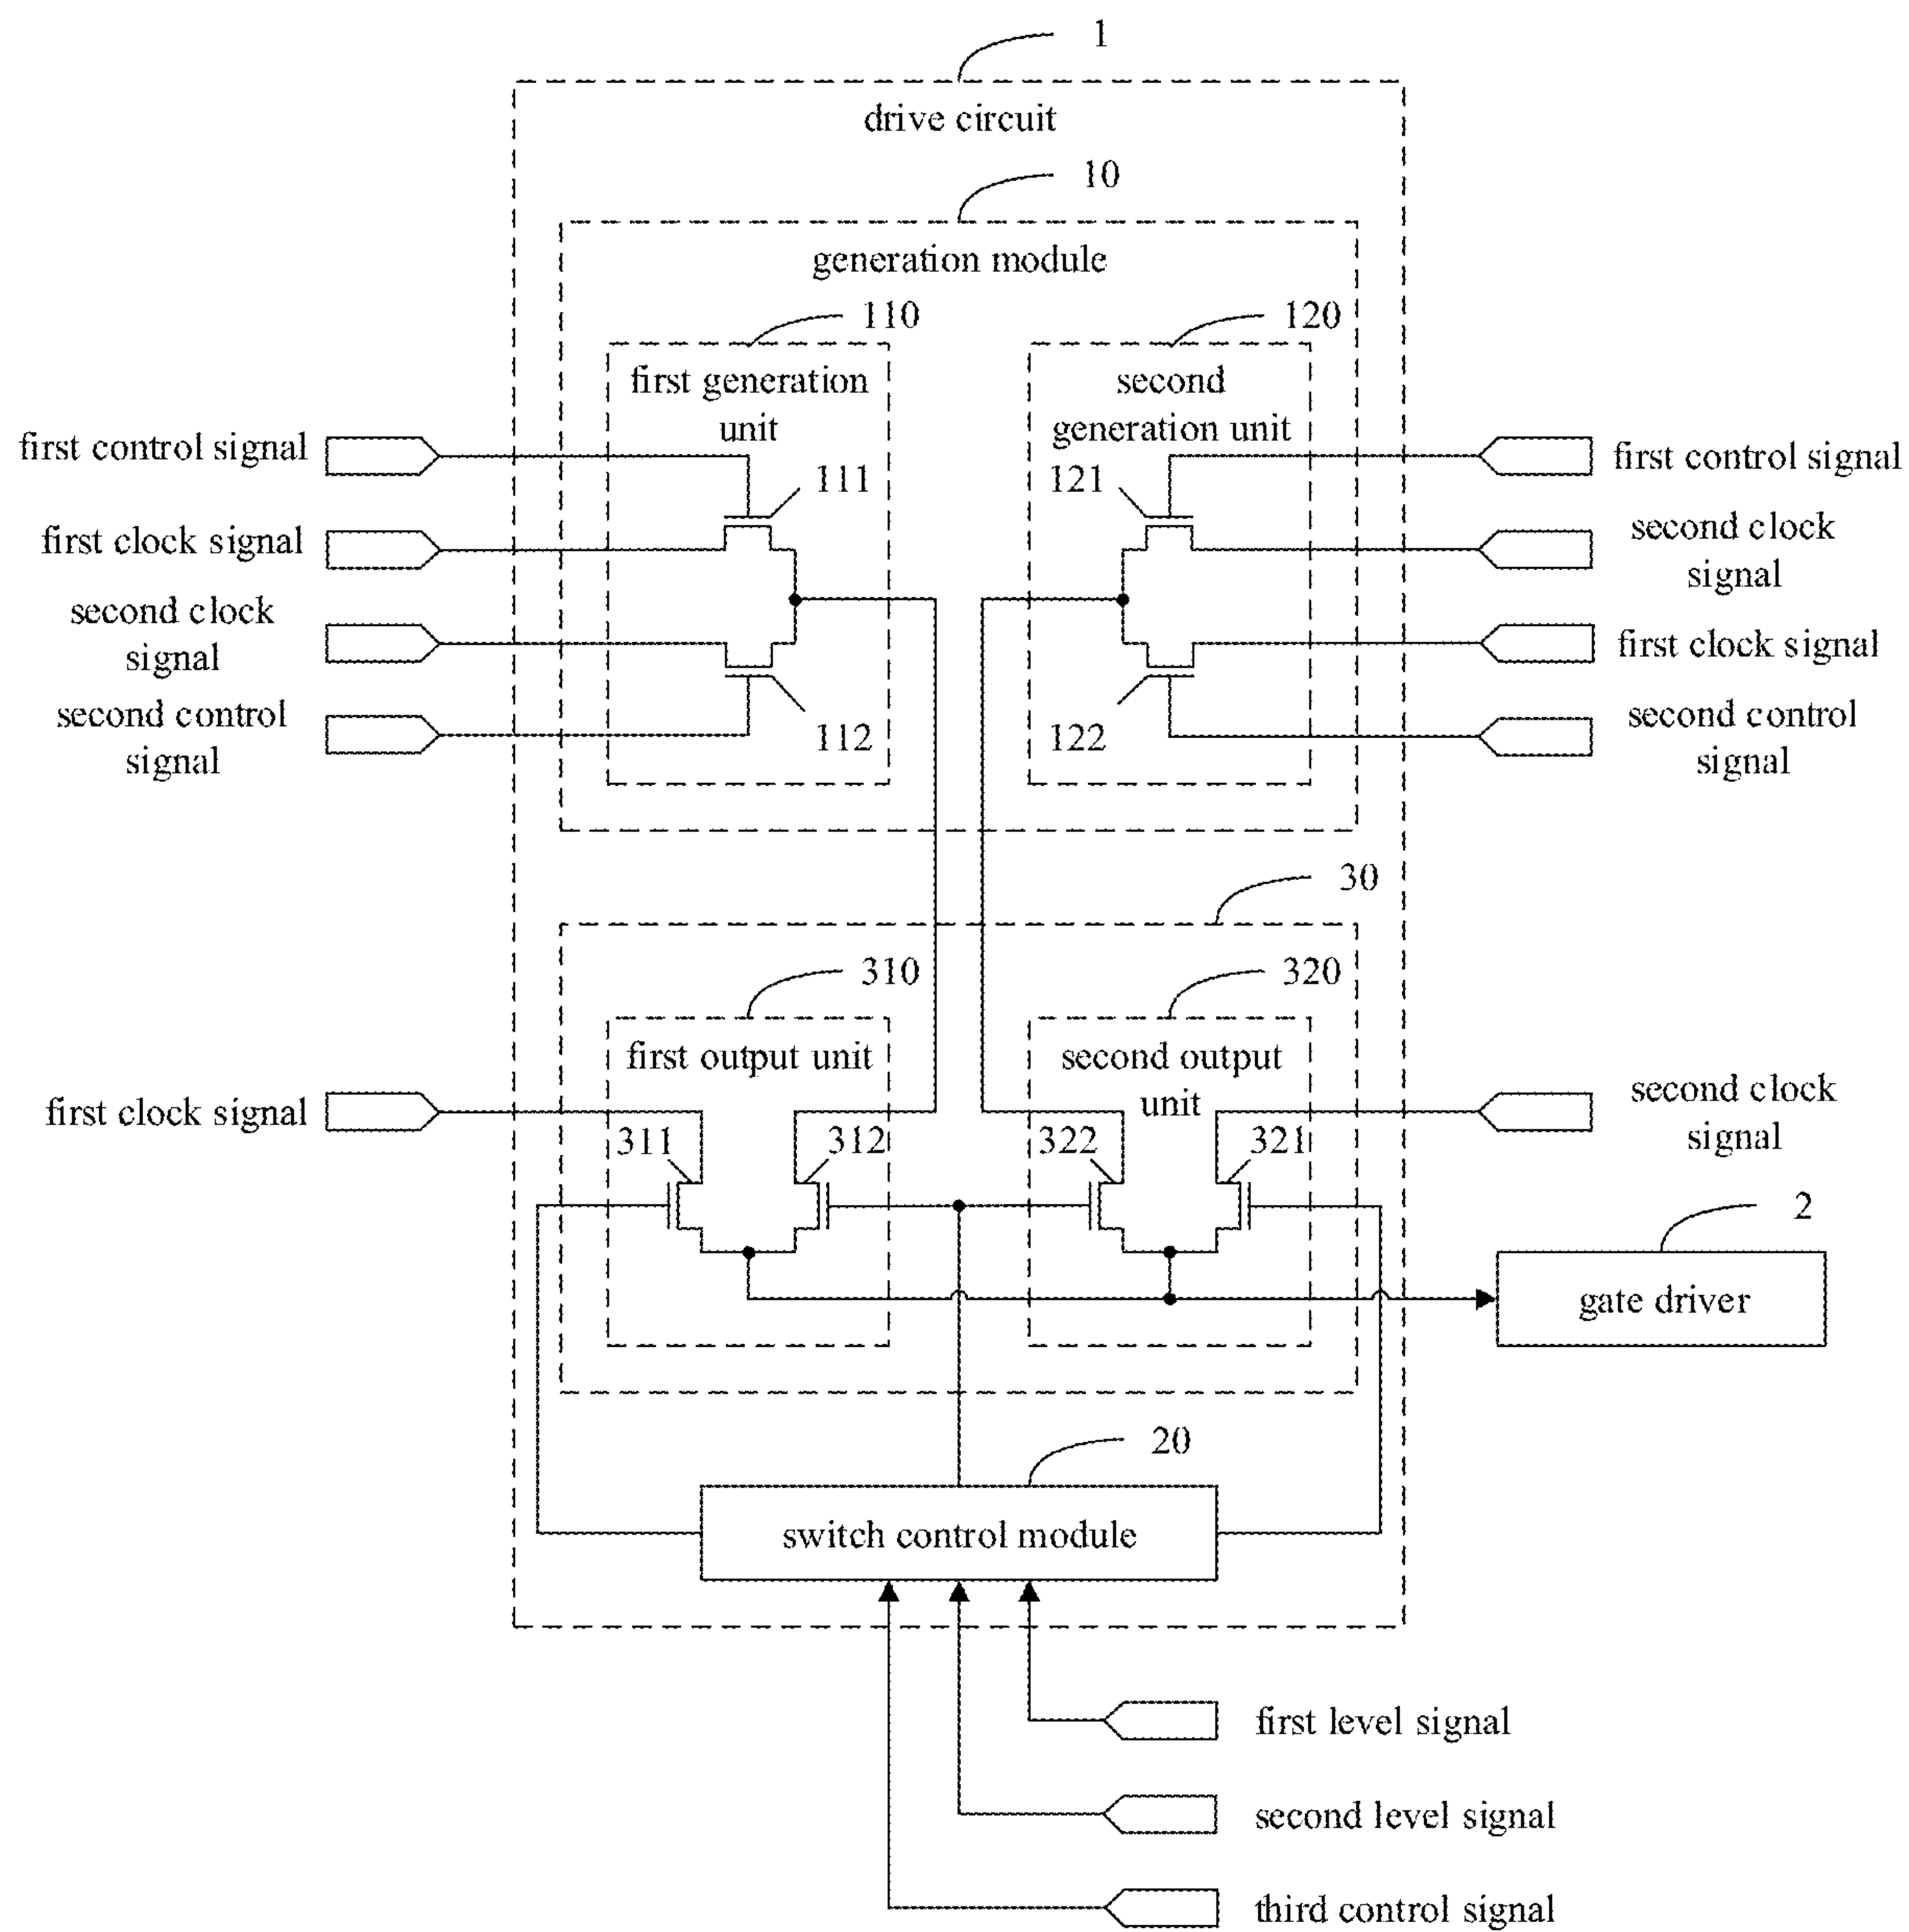 1
drive circuit
10
generation module
110
120
first generation
unit
second
generation unit
first control signal
first control signal
111
121
first clock signal
second clock
signal
second clock
signal
first clock signal
second control
signal
second control
signal
112
122
30
310
320
first output unit
second output
unit
first clock signal
second clock
signal
311
312
322
321
2
gate driver
20
switch control module
first level signal
second level signal
third control signal